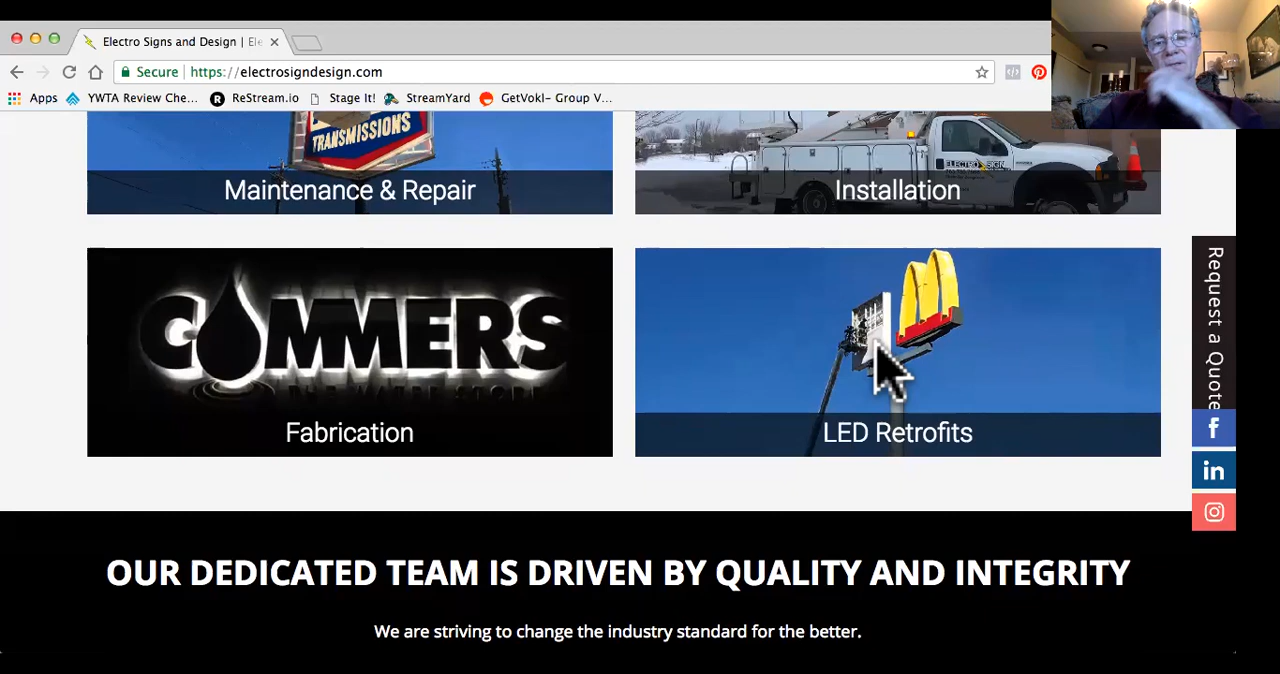 Electro Signs and Design | Ele
Secure | https://electrosigndesign.com
Apps YWTA Review Che... ReStream.io Stage It! StreamYard GetVokl- Group V...
TRANSMISSIONS
ELECTRO SIGN
Maintenance & Repair
Installation
COMMERS
Fabrication
LED Retrofits
Request a Quote
OUR DEDICATED TEAM IS DRIVEN BY QUALITY AND INTEGRITY
We are striving to change the industry standard for the better.